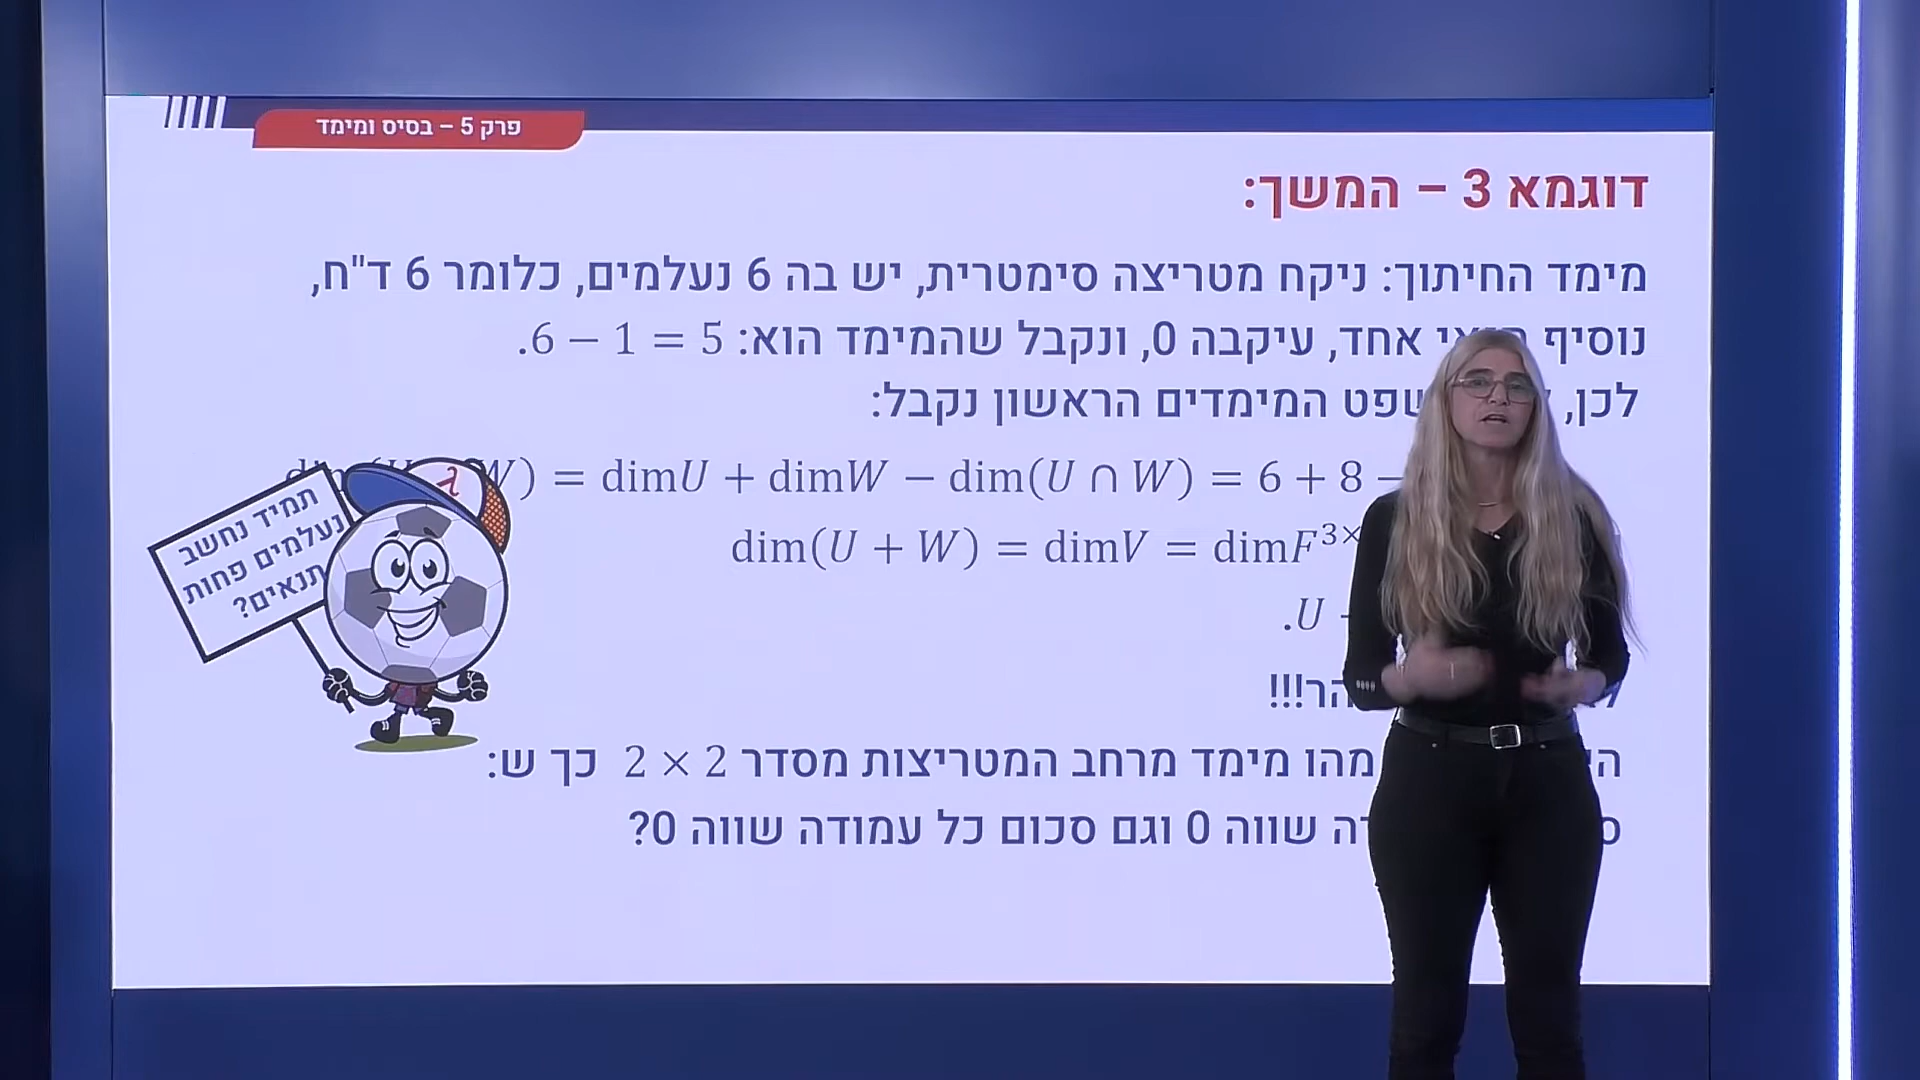 פרק 5 – בסיס ומימד
דוגמא 3 – המשך:
מימד החיתוך: ניקח מטריצה סימטרית, יש בה 6 נעלמים, כלומר 6 ד"ח,
נוסיף אחד, עיקבה 0, ונקבל שהמימד הוא: 6 − 1 = 5.
לכן, המימדים הראשון נקבל:
W) = dimU + dimW − dim(U ∩ W) = 6 + 8 −
dim(U + W) = dimV = dimF³ˣ
U.
!!!
מהו מימד מרחב המטריצות מסדר 2 × 2 כך ש:
שווה 0 וגם סכום כל עמודה שווה 0?
λ
תמיד נחשב
נעלמים פחות
תנאים?